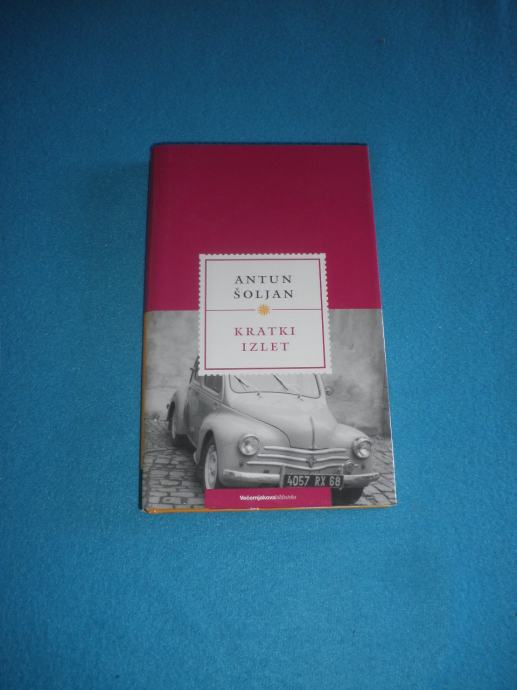 ANTUN
ŠOLJAN
KRATKI
IZLET
4057 RX 68
Večernjakova biblioteka